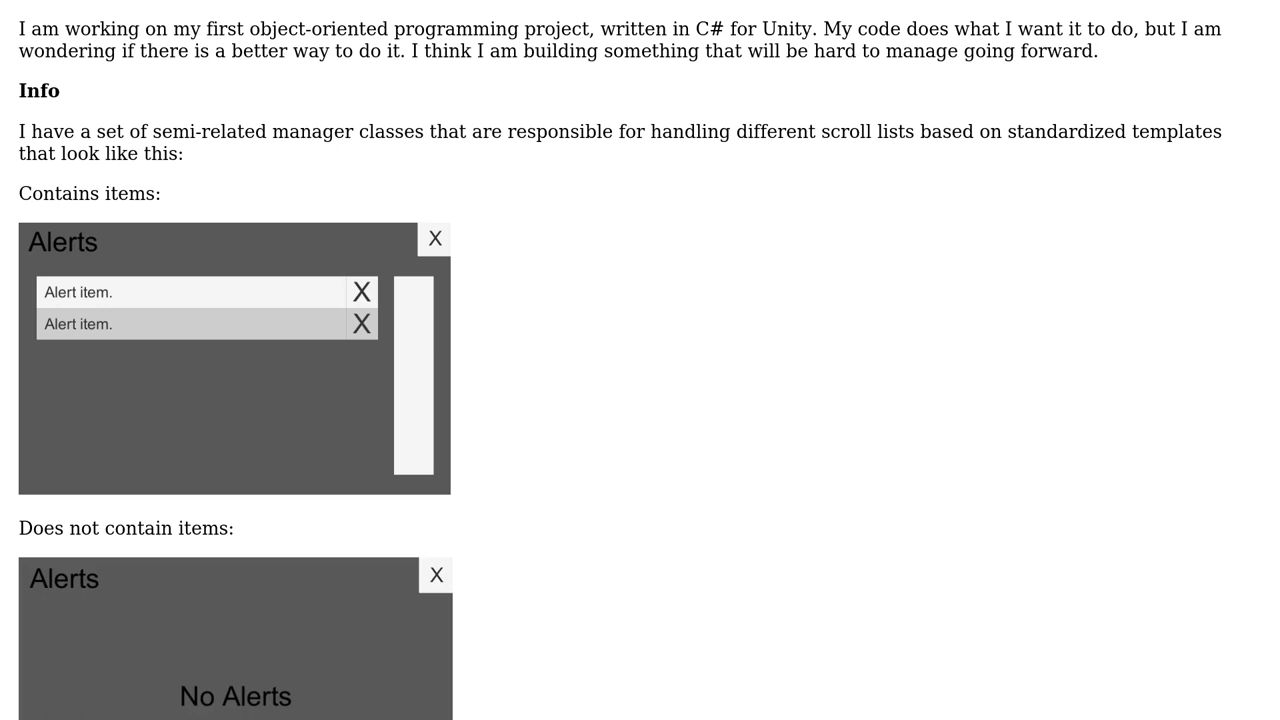 I am working on my first object-oriented programming project, written in C# for Unity. My code does what I want it to do, but I am
wondering if there is a better way to do it. I think I am building something that will be hard to manage going forward.
Info
I have a set of semi-related manager classes that are responsible for handling different scroll lists based on standardized templates
that look like this:
Contains items:
Alerts X
Alert item. X
Alert item. X
Does not contain items:
Alerts X
No Alerts